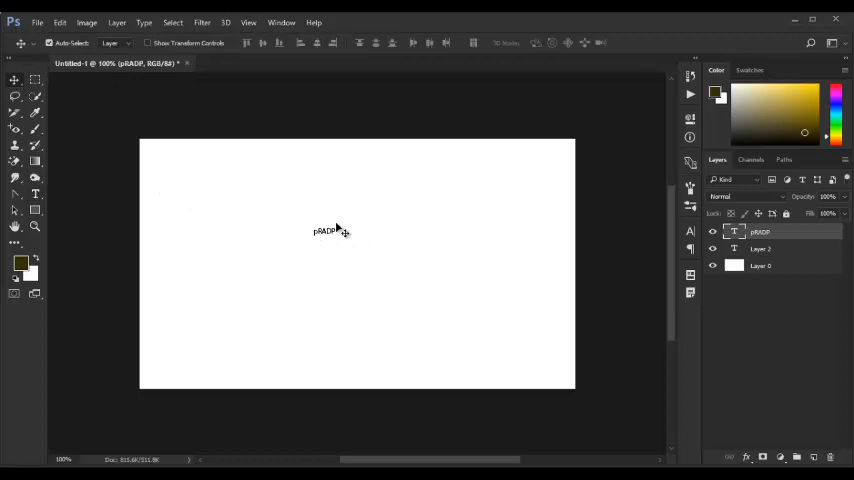 Ps File Edit Image Layer Type Select Filter 3D View Window Help
Auto-Select: Layer Show Transform Controls 3D Mode:
Untitled-1 @ 100% (pRADP, RGB/8#) * ×
Color Swatches
pRADP
Layers Channels Paths
Kind
Normal Opacity: 100%
Lock: Fill: 100%
T pRADP
T Layer 2
Layer 0
100% Doc: 815.6K/311.8K